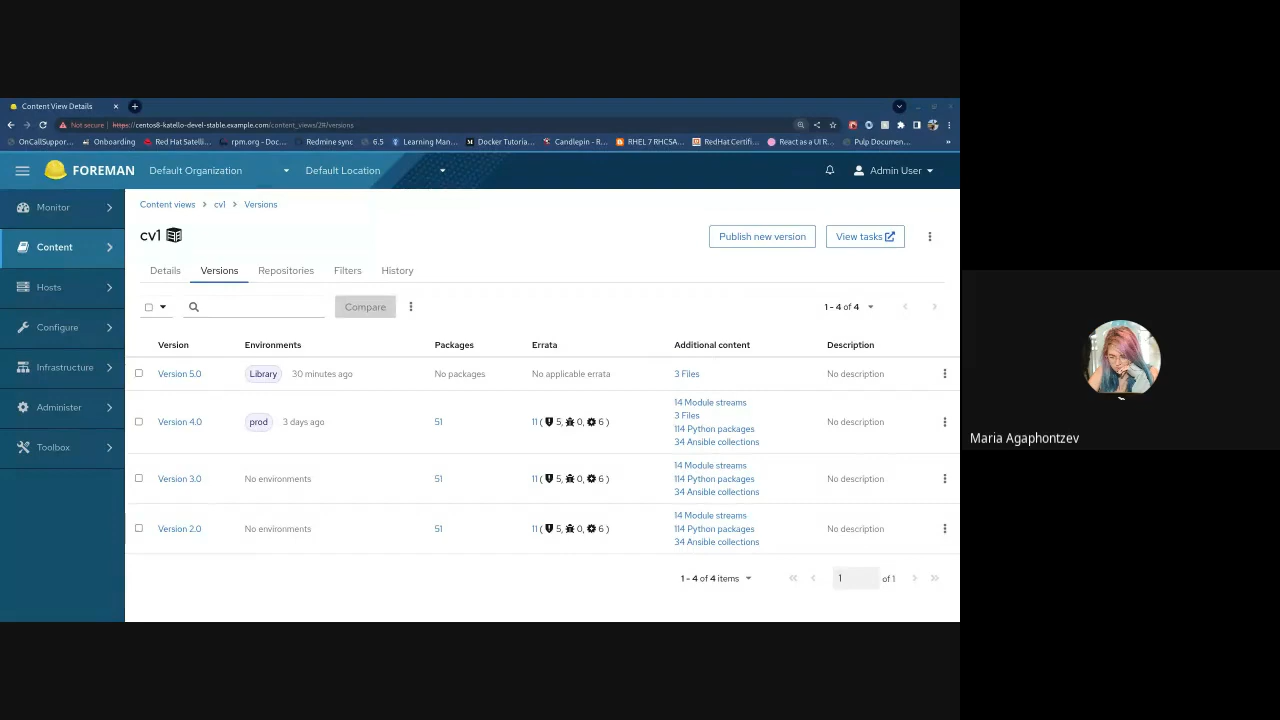 Content View Details
Not secure https://centos8-katello-devel-stable.example.com/content_views/2#/versions
OnCallSuppor... Onboarding Red Hat Satelli... rpm.org - Doc... Redmine sync 6.5 Learning Man... Docker Tutoria... Candlepin - R... RHEL 7 RHCSA... RedHat Certifi... React as a UI R... Pulp Documen... »
FOREMAN Default Organization Default Location Admin User
Monitor
Content
Hosts
Configure
Infrastructure
Administer
Toolbox
Content views > cv1 > Versions
cv1
Publish new version View tasks
Details Versions Repositories Filters History
Compare 1 - 4 of 4
Version Environments Packages Errata Additional content Description
Version 5.0 Library 30 minutes ago No packages No applicable errata 3 Files No description
14 Module streams
3 Files
Version 4.0 prod 3 days ago 51 11 ( 5, 0, 6 ) No description
114 Python packages
34 Ansible collections
14 Module streams
Version 3.0 No environments 51 11 ( 5, 0, 6 ) 114 Python packages No description
34 Ansible collections
14 Module streams
Version 2.0 No environments 51 11 ( 5, 0, 6 ) 114 Python packages No description
34 Ansible collections
1 - 4 of 4 items 1 of 1
Maria Agaphontzev